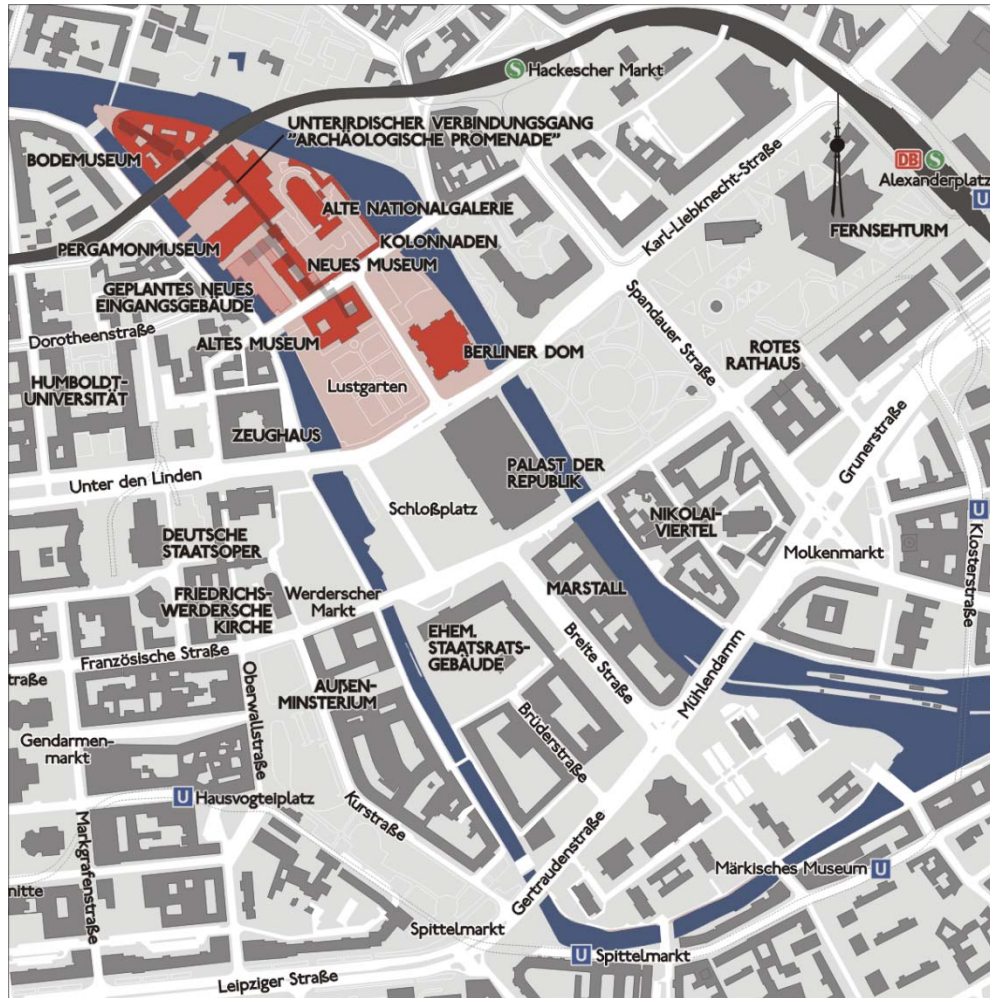 S Hackescher Markt
UNTERIRDISCHER VERBINDUNGSGANG
"ARCHÄOLOGISCHE PROMENADE"
BODEMUSEUM
DB S
Alexanderplatz
U
Karl-Liebknecht-Straße
ALTE NATIONALGALERIE
FERNSEHTURM
KOLONNADEN
PERGAMONMUSEUM
NEUES MUSEUM
GEPLANTES NEUES
EINGANGSGEBÄUDE
Spandauer Straße
Dorotheenstraße
ALTES MUSEUM
BERLINER DOM
ROTES
RATHAUS
HUMBOLDT-
UNIVERSITÄT
Lustgarten
Grunerstraße
ZEUGHAUS
Unter den Linden
PALAST DER
REPUBLIK
Schloßplatz
NIKOLAI-
VIERTEL
U
Klosterstraße
DEUTSCHE
STAATSOPER
Molkenmarkt
FRIEDRICHS-
WERDERSCHE
KIRCHE
Werderscher
Markt
MARSTALL
EHEM.
STAATSRATS-
GEBÄUDE
Breite Straße
Mühlendamm
Französische Straße
traße
Oberwallstraße
AUßEN-
MINSTERIUM
Brüderstraße
Gendarmen-
markt
U Hausvogteiplatz
Kurstraße
Markgrafenstraße
Gertraudenstraße
Märkisches Museum U
nitte
Spittelmarkt
U Spittelmarkt
Leipziger Straße